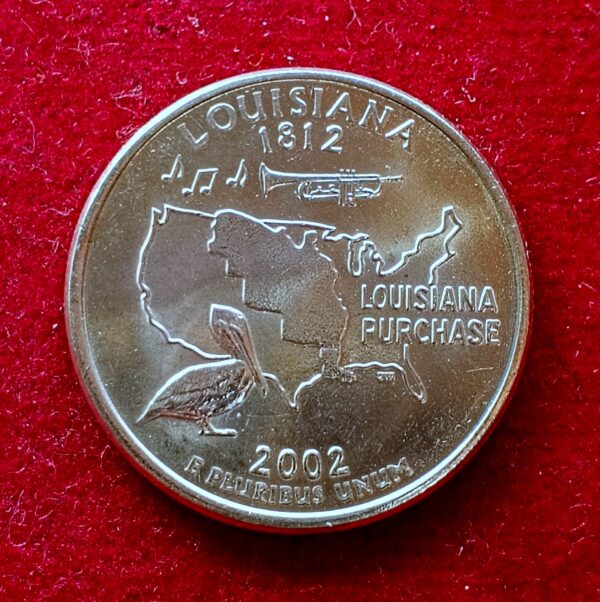 LOUISIANA
1812
LOUISIANA
PURCHASE
2002
E PLURIBUS UNUM